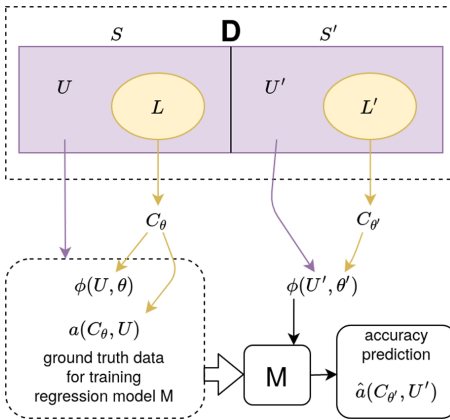 S D S′
U L U′ L′
C_θ C_θ′
ϕ(U, θ) ϕ(U′, θ′)
a(C_θ, U)
ground truth data
for training
regression model M
M
accuracy
prediction
â(C_θ′, U′)